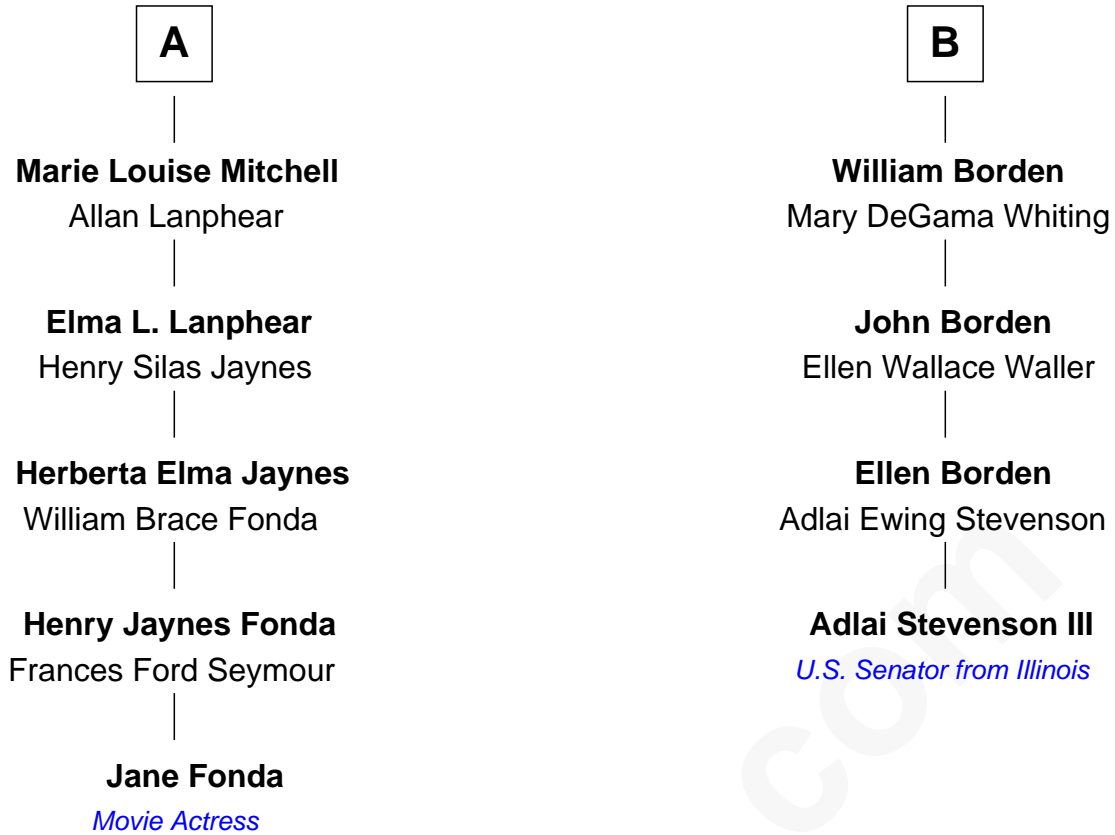 A
Marie Louise Mitchell
Allan Lanphear
Elma L. Lanphear
Henry Silas Jaynes
Herberta Elma Jaynes
William Brace Fonda
Henry Jaynes Fonda
Frances Ford Seymour
Jane Fonda
Movie Actress
B
William Borden
Mary DeGama Whiting
John Borden
Ellen Wallace Waller
Ellen Borden
Adlai Ewing Stevenson
Adlai Stevenson III
U.S. Senator from Illinois
com